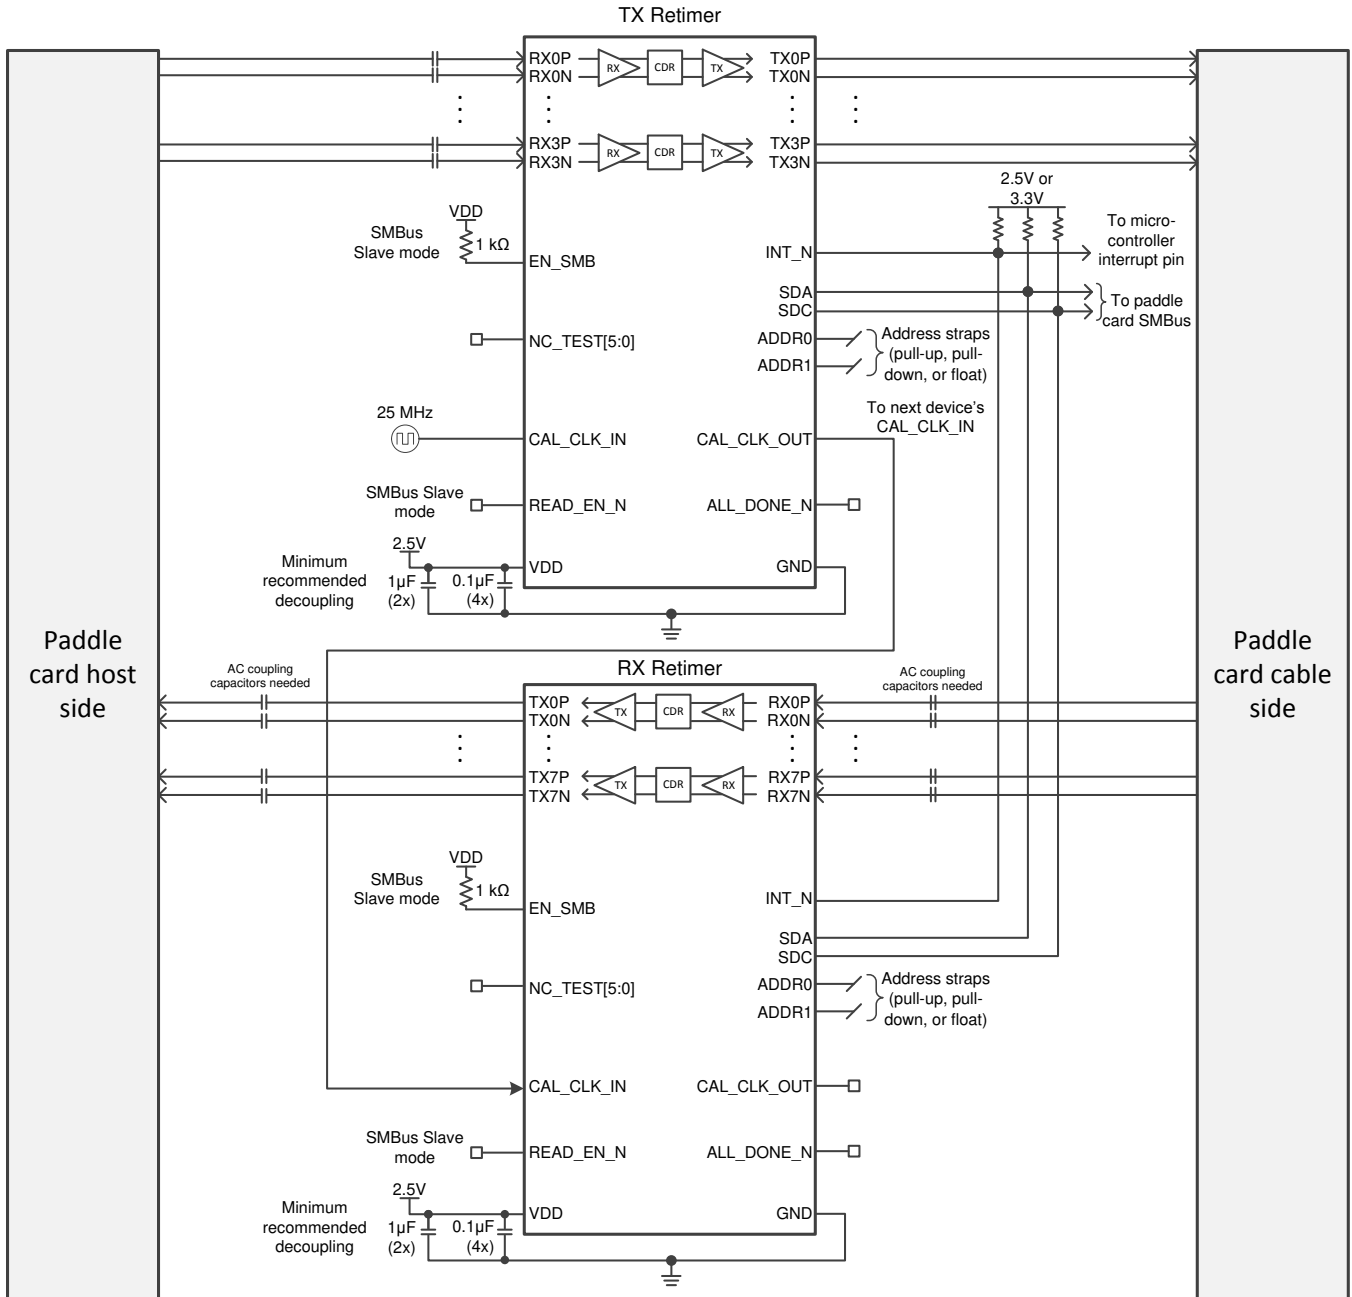 TX Retimer
RX0P
RX
CDR
TX
TX0P
RX0N
TX0N
RX3P
RX
CDR
TX
TX3P
RX3N
TX3N
2.5V or
3.3V
VDD
SMBus
Slave mode
1 kΩ
EN_SMB
INT_N
To micro-
controller
interrupt pin
SDA
SDC
To paddle
card SMBus
NC_TEST[5:0]
ADDR0
ADDR1
Address straps
(pull-up, pull-
down, or float)
25 MHz
CAL_CLK_IN
CAL_CLK_OUT
To next device's
CAL_CLK_IN
SMBus Slave
mode
READ_EN_N
ALL_DONE_N
2.5V
Minimum
recommended
decoupling
1µF
(2x)
0.1µF
(4x)
VDD
GND
Paddle
card host
side
Paddle
card cable
side
RX Retimer
AC coupling
capacitors needed
AC coupling
capacitors needed
TX0P
TX
CDR
RX
RX0P
TX0N
RX0N
TX7P
TX
CDR
RX
RX7P
TX7N
RX7N
VDD
SMBus
Slave mode
1 kΩ
EN_SMB
INT_N
SDA
SDC
NC_TEST[5:0]
ADDR0
ADDR1
Address straps
(pull-up, pull-
down, or float)
CAL_CLK_IN
CAL_CLK_OUT
SMBus Slave
mode
READ_EN_N
ALL_DONE_N
2.5V
Minimum
recommended
decoupling
1µF
(2x)
0.1µF
(4x)
VDD
GND